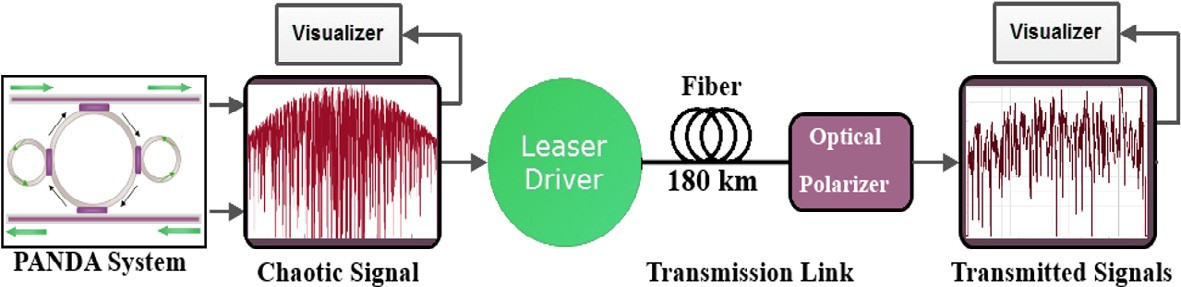 Visualizer
Visualizer
Fiber
Leaser
Driver
180 km
Optical
Polarizer
PANDA System
Chaotic Signal
Transmission Link
Transmitted Signals